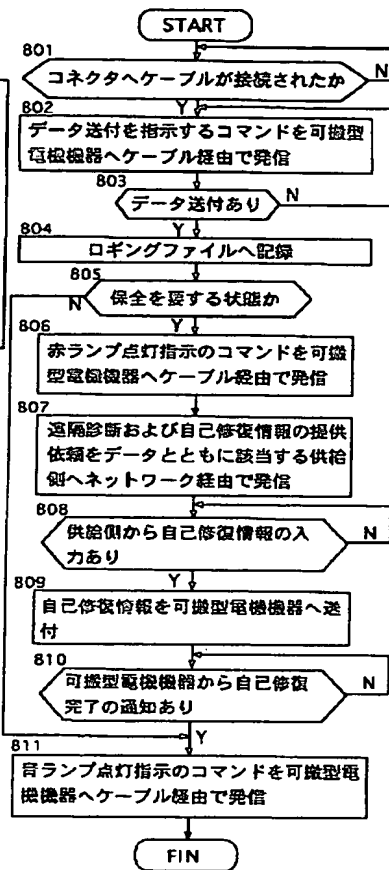 START
801
コネクタへケーブルが接続されたか
N
802
Y
データ送付を指示するコマンドを可搬型
電機機器へケーブル経由で発信
803
データ送付あり
N
804
Y
ロギングファイルへ記録
805
保全を要する状態か
N
806
Y
赤ランプ点灯指示のコマンドを可搬
型電機機器へケーブル経由で発信
807
遠隔診断および自己修復情報の提供
依頼をデータとともに該当する供給
側へネットワーク経由で発信
808
供給側から自己修復情報の入
力あり
N
809
Y
自己修復情報を可搬型電機機器へ送
付
810
可搬型電機機器から自己修復
完了の通知あり
N
811
Y
青ランプ点灯指示のコマンドを可搬型電
機機器へケーブル経由で発信
FIN